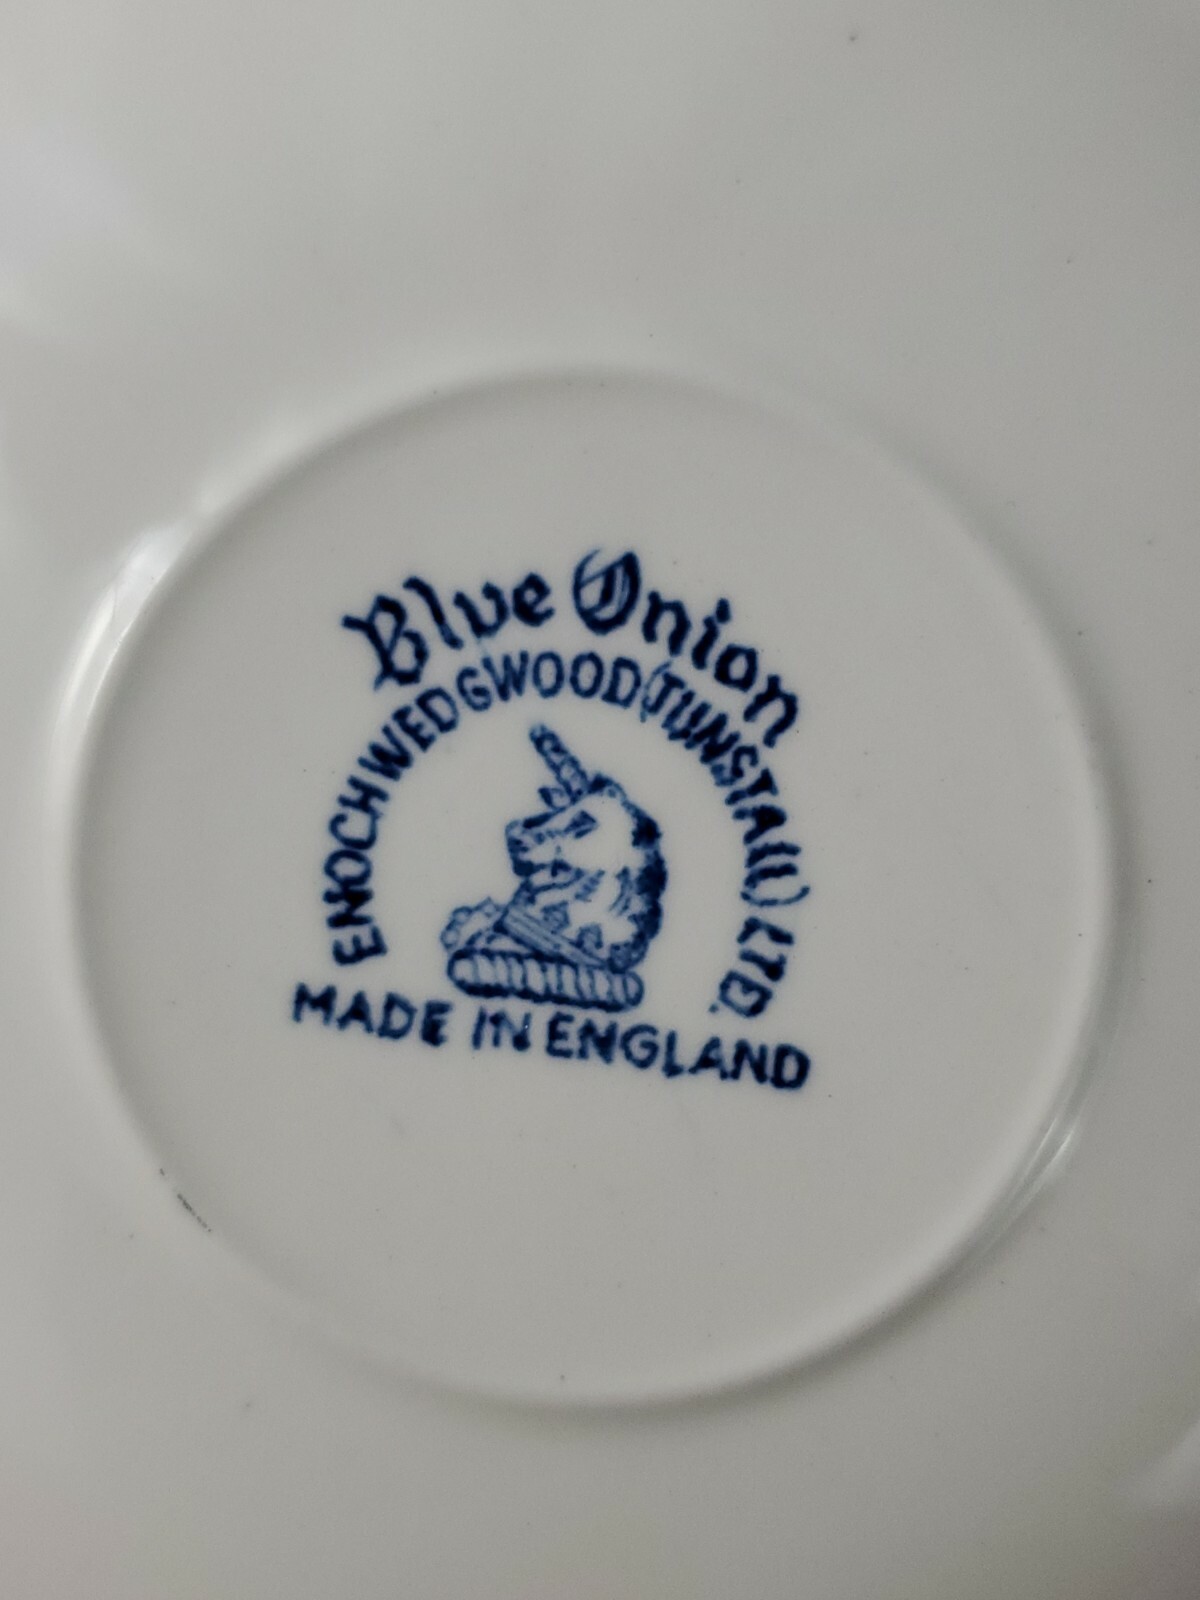 Blue Onion
ENOCH WEDGWOOD (TUNSTALL) LTD.
MADE IN ENGLAND